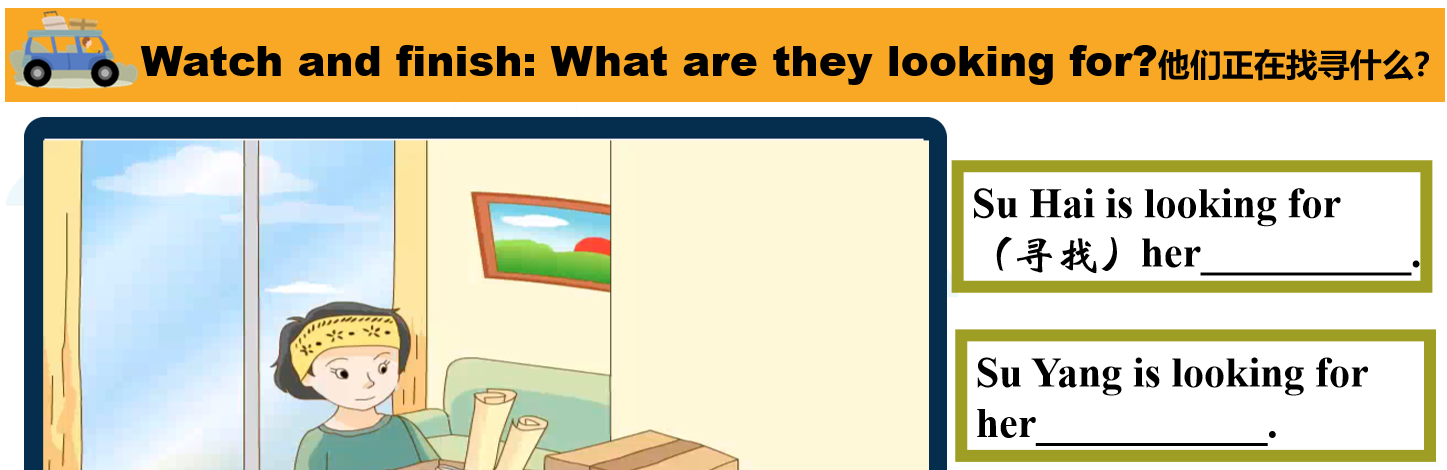 Watch and finish: What are they looking for?他们正在找寻什么?
Su Hai is looking for
（寻找）her__________.
Su Yang is looking for
her___________.